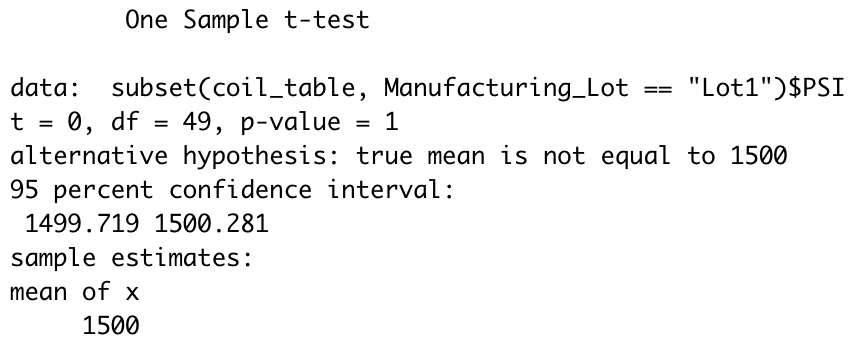 One Sample t-test
data:  subset(coil_table, Manufacturing_Lot == "Lot1")$PSI
t = 0, df = 49, p-value = 1
alternative hypothesis: true mean is not equal to 1500
95 percent confidence interval:
1499.719 1500.281
sample estimates:
mean of x
1500